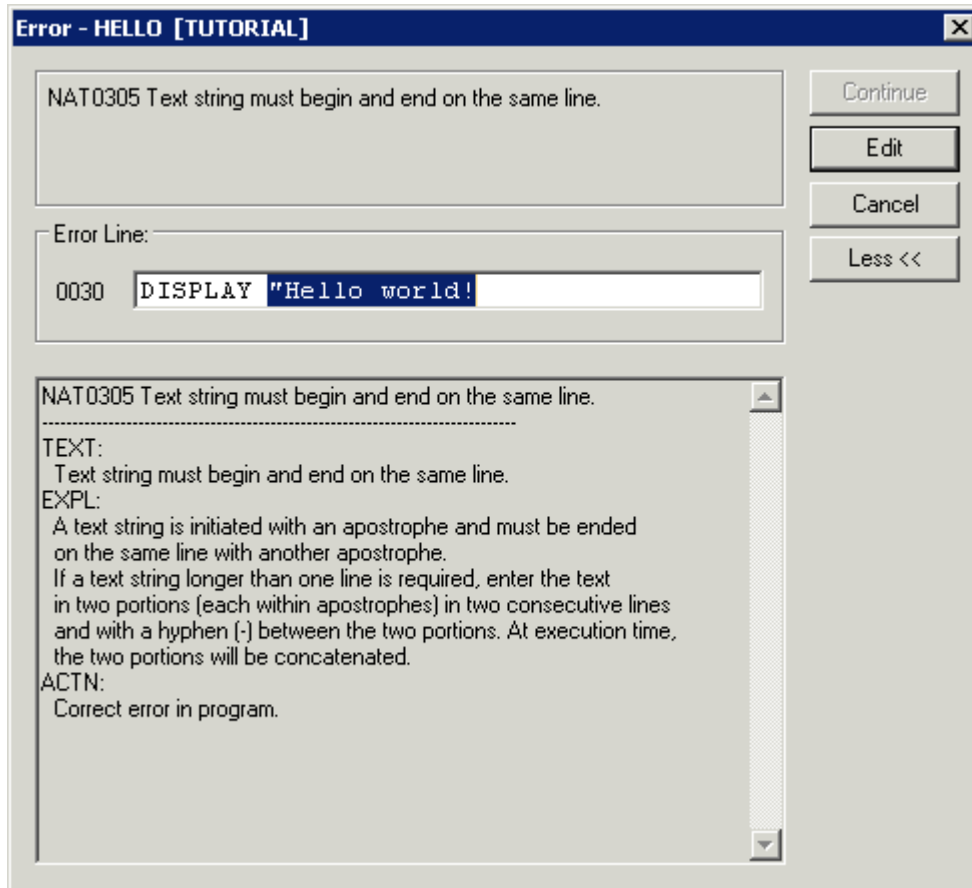 Error - HELLO [TUTORIAL]
NAT0305 Text string must begin and end on the same line.
Continue
Edit
Cancel
Less <<
Error Line:
0030 DISPLAY "Hello world!
NAT0305 Text string must begin and end on the same line.
-------------------------------------------------------------------------------
TEXT:
Text string must begin and end on the same line.
EXPL:
A text string is initiated with an apostrophe and must be ended
on the same line with another apostrophe.
If a text string longer than one line is required, enter the text
in two portions (each within apostrophes) in two consecutive lines
and with a hyphen (-) between the two portions. At execution time,
the two portions will be concatenated.
ACTN:
Correct error in program.